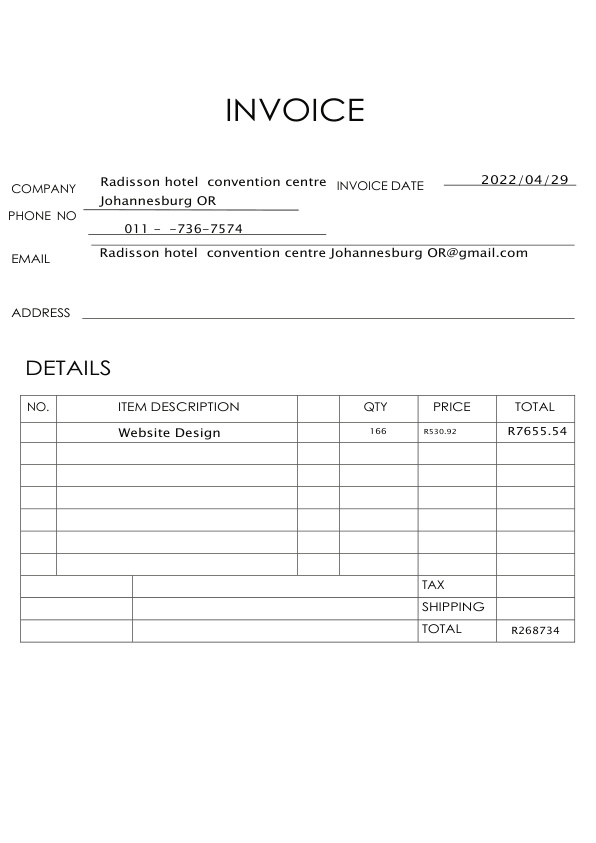 INVOICE
COMPANY Radisson hotel  convention centre INVOICE DATE 2022/04/29
Johannesburg OR
PHONE NO 011 -  -736-7574
EMAIL Radisson hotel  convention centre Johannesburg OR@gmail.com
ADDRESS
DETAILS
NO. ITEM DESCRIPTION QTY PRICE TOTAL
Website Design 166 R530.92 R7655.54
TAX
SHIPPING
TOTAL R268734